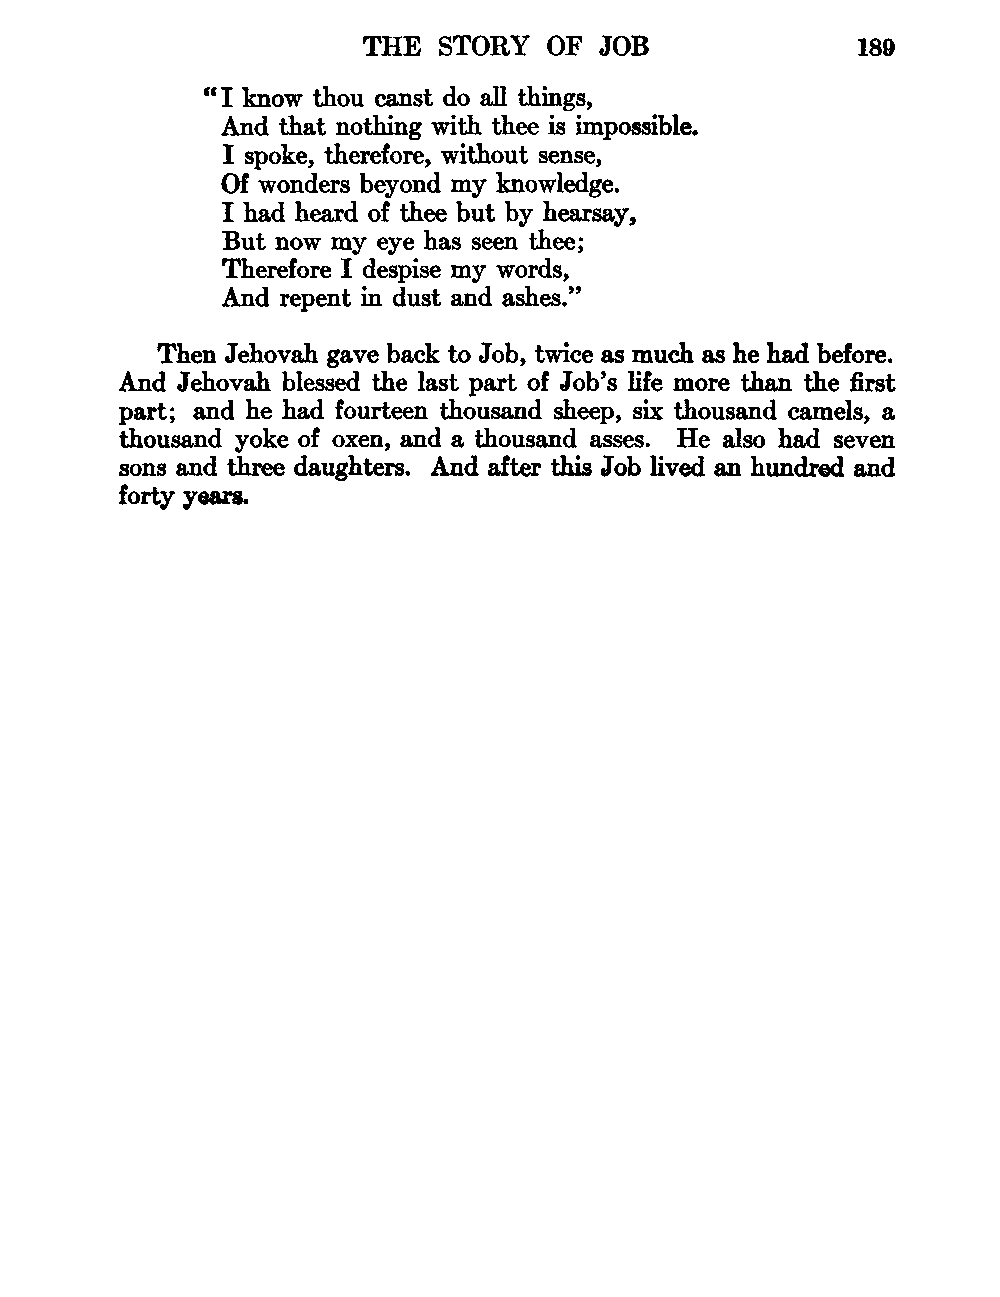 THE STORY OF JOB 189
“I know thou canst do all things,
And that nothing with thee is impossible.
I spoke, therefore, without sense,
Of wonders beyond my knowledge.
I had heard of thee but by hearsay,
But now my eye has seen thee;
Therefore I despise my words,
And repent in dust and ashes.”
Then Jehovah gave back to Job, twice as much as he had before.
And Jehovah blessed the last part of Job’s life more than the first
part; and he had fourteen thousand sheep, six thousand camels, a
thousand yoke of oxen, and a thousand asses. He also had seven
sons and three daughters. And after this Job lived an hundred and
forty years.